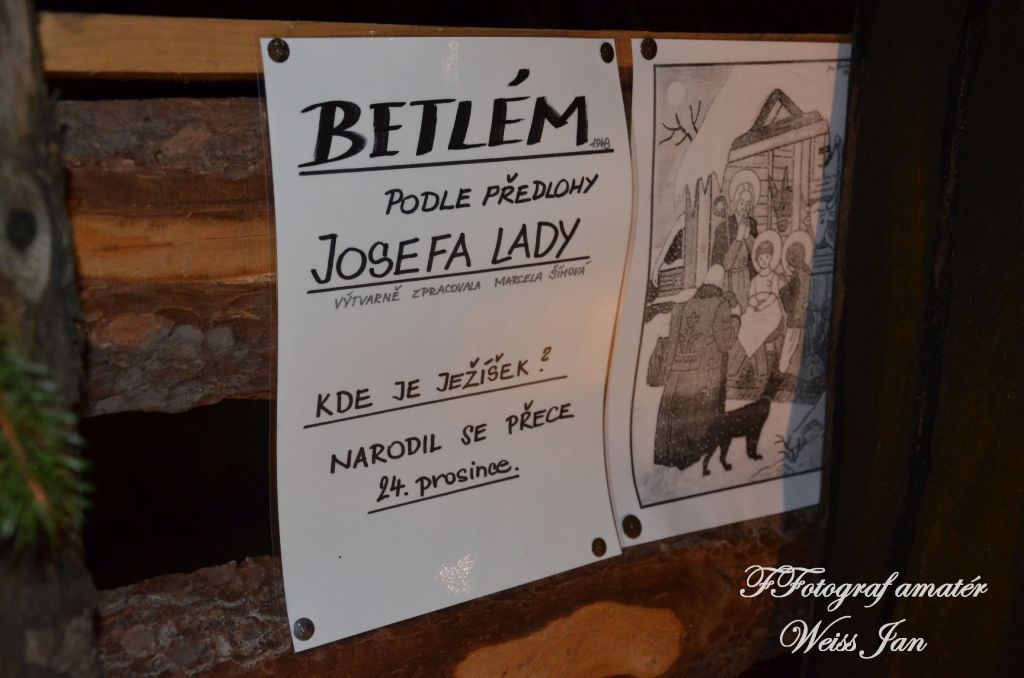 BETLÉM
1948
PODLE PŘEDLOHY
JOSEFA LADY
VÝTVARNĚ ZPRACOVALA MARCELA ŠÍMOVÁ
KDE JE JEŽÍŠEK?
NARODIL SE PŘECE
24. prosince.
FFotograf amatér
Weiss Jan